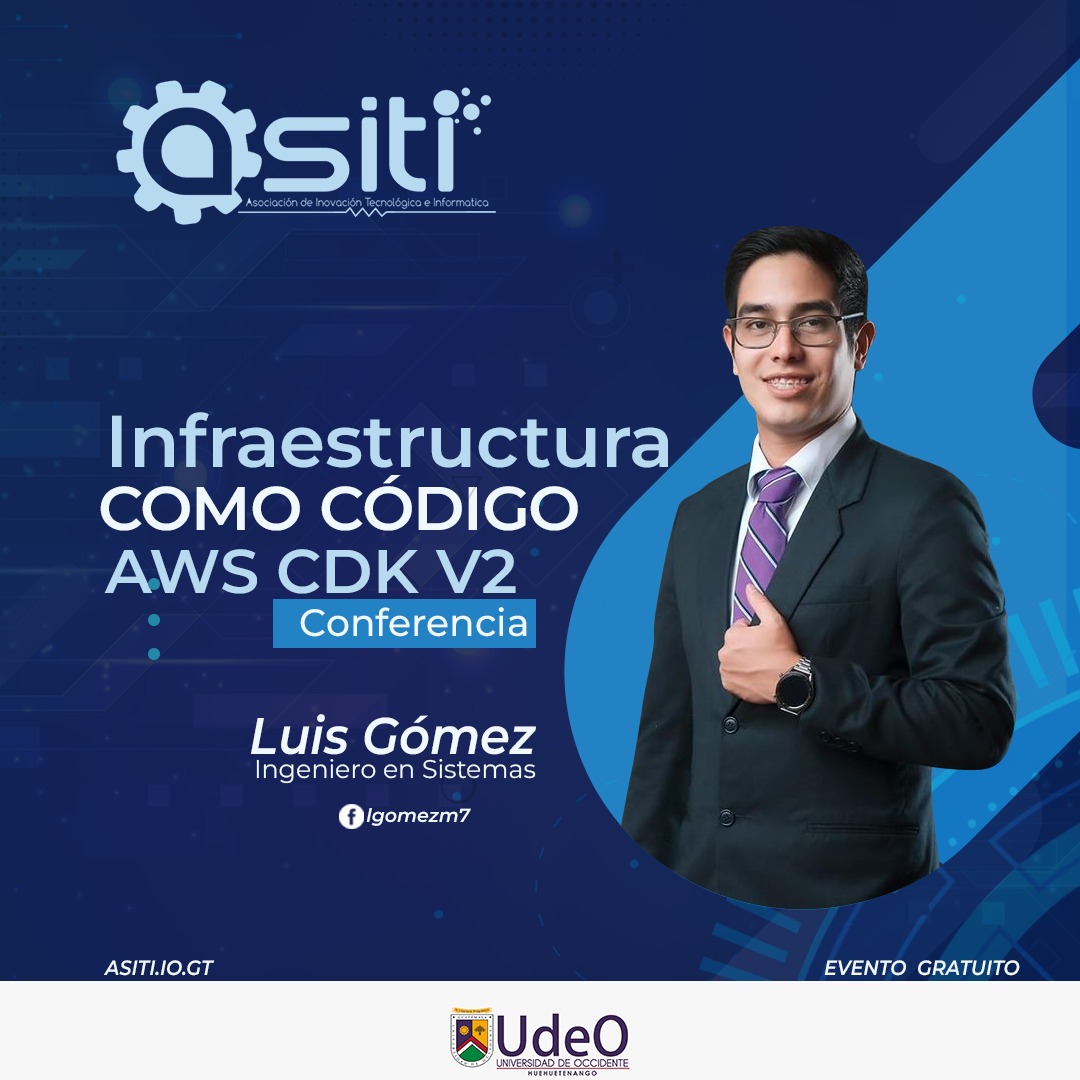 asiti
Asociación de Inovación Tecnológica e Informatica
Infraestructura
COMO CÓDIGO
AWS CDK V2
Conferencia
Luis Gómez
Ingeniero en Sistemas
lgomezm7
ASITI.IO.GT
EVENTO GRATUITO
UdeO
UNIVERSIDAD DE OCCIDENTE
HUEHUETENANGO